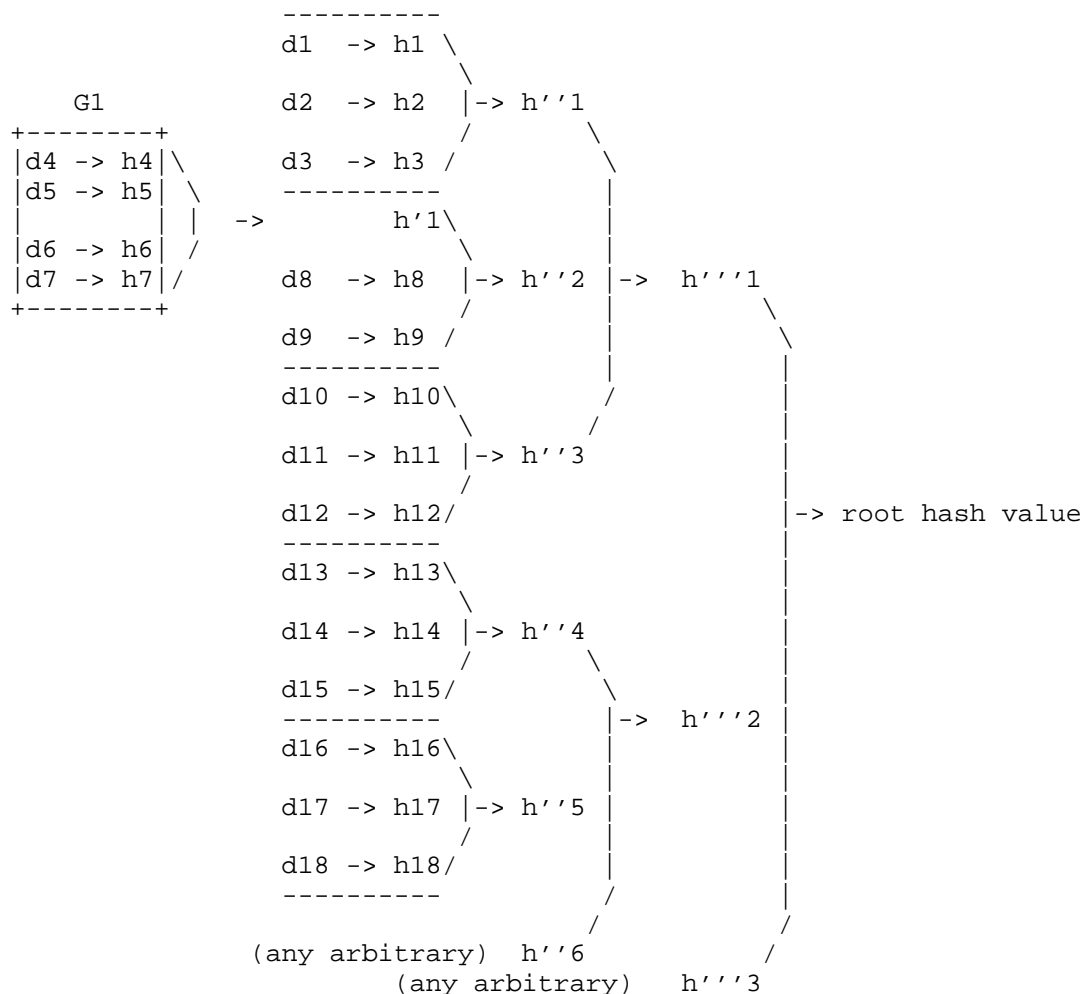 ----------
d1 -> h1 \
\
G1 d2 -> h2 |-> h''1
+--------+ / \
|d4 -> h4|\ d3 -> h3 / \
|d5 -> h5| \ ---------- |
| | | -> h'1\ |
|d6 -> h6| / \ |
|d7 -> h7|/ d8 -> h8 |-> h''2 |-> h'''1
+--------+ / | \
d9 -> h9 / | \
---------- | |
d10 -> h10\ / |
\ / |
d11 -> h11 |-> h''3 |
/ |
d12 -> h12/ |-> root hash value
---------- |
d13 -> h13\ |
\ |
d14 -> h14 |-> h''4 |
/ \ |
d15 -> h15/ \ |
---------- |-> h'''2 |
d16 -> h16\ | |
\ | |
d17 -> h17 |-> h''5 | |
/ | |
d18 -> h18/ | |
---------- / |
/ /
(any arbitrary) h''6 /
(any arbitrary) h'''3